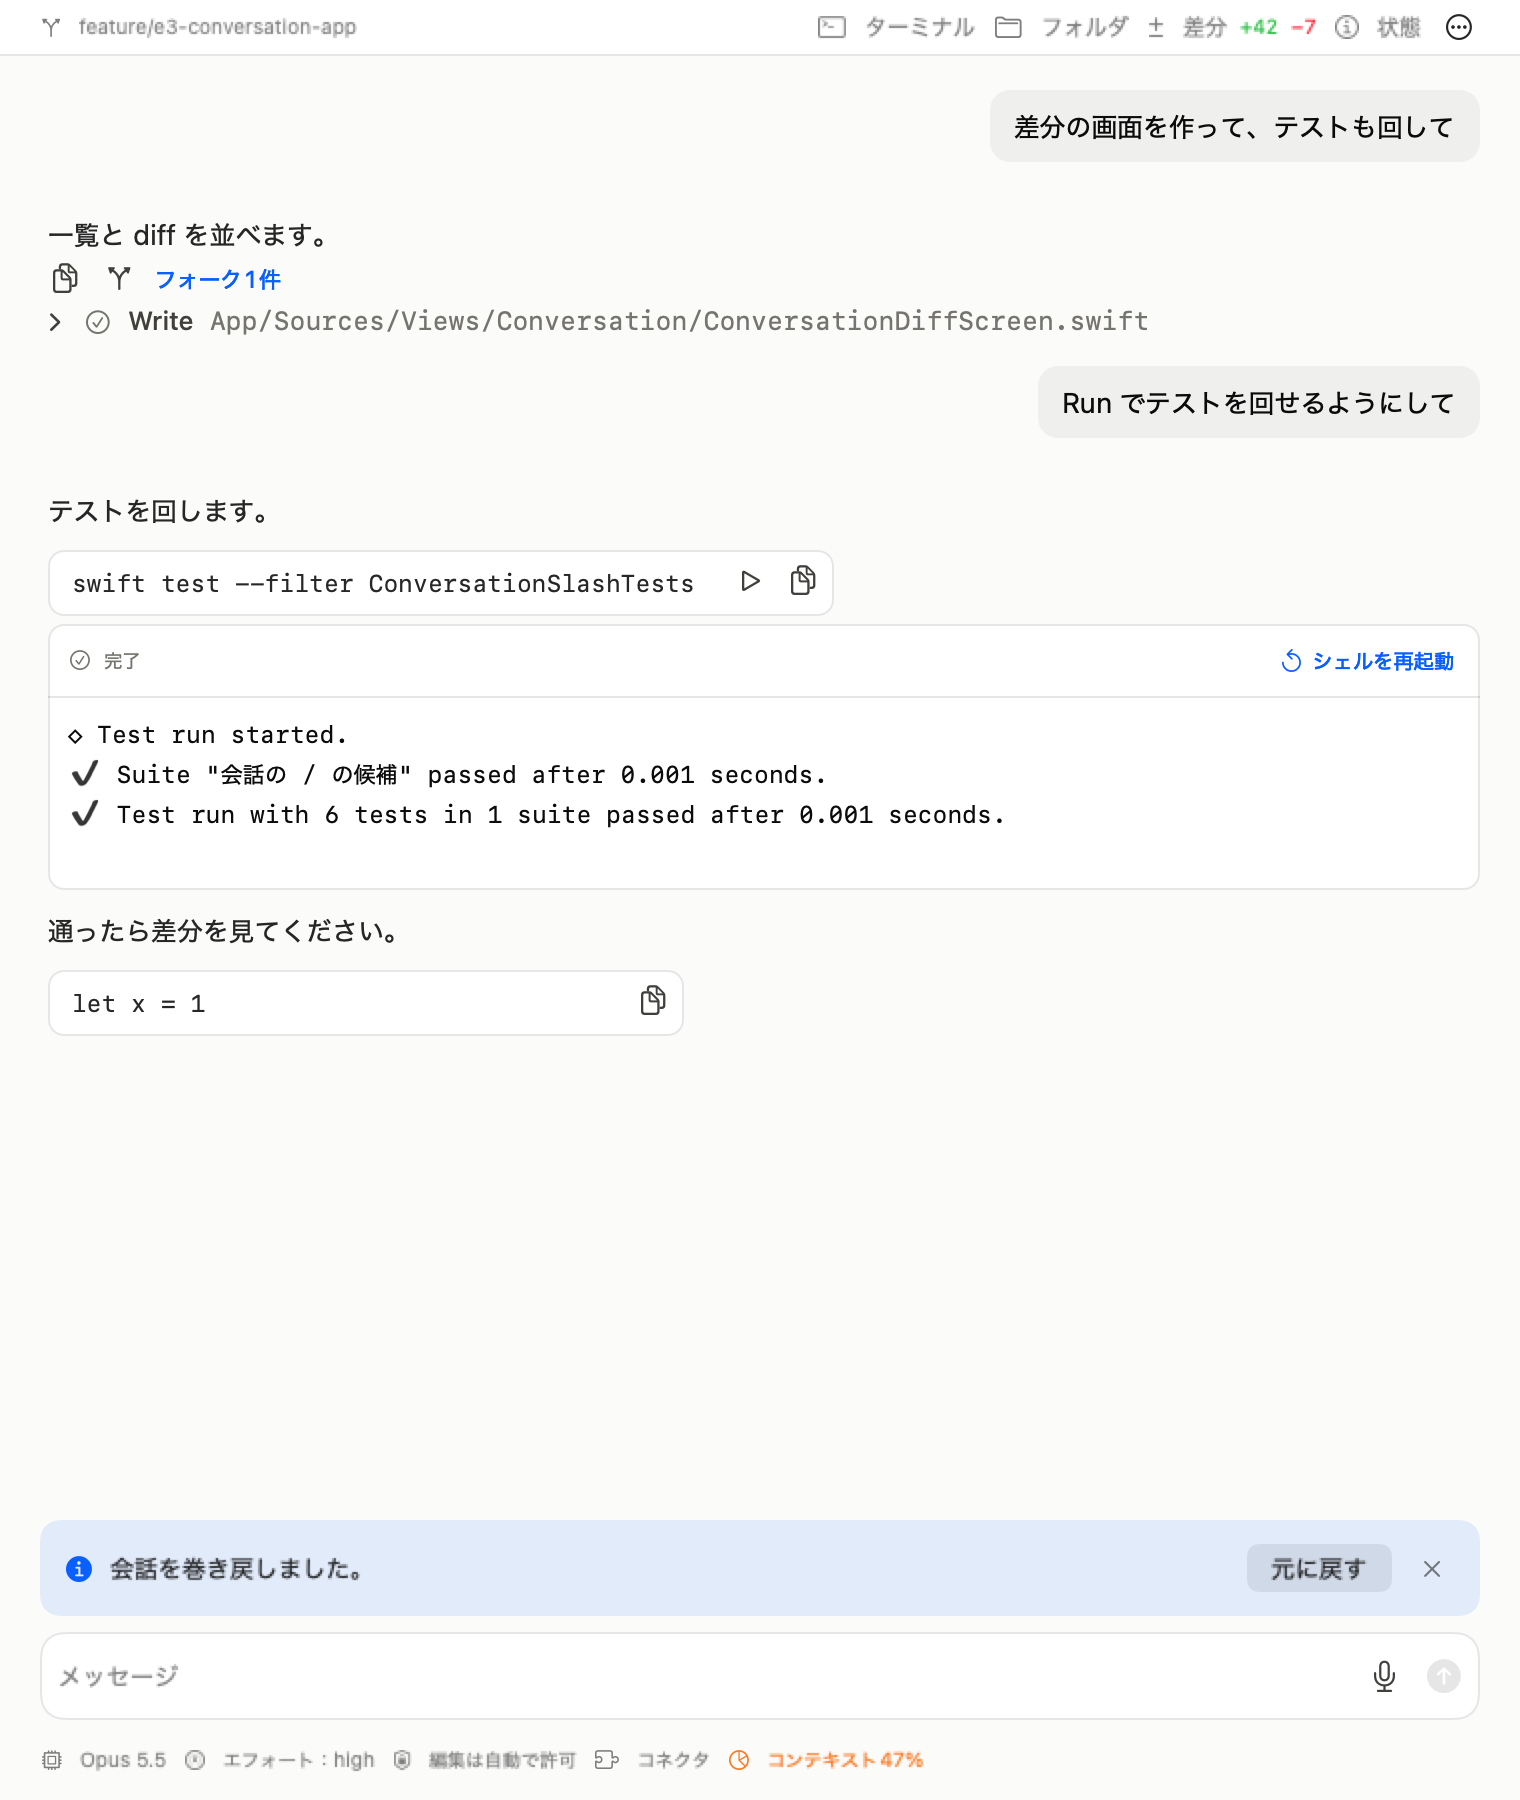 feature/e3-conversation-app ターミナル フォルダ 差分 +42 −7 状態
差分の画面を作って、テストも回して
一覧と diff を並べます。
フォーク1件
Write App/Sources/Views/Conversation/ConversationDiffScreen.swift
Run でテストを回せるようにして
テストを回します。
swift test --filter ConversationSlashTests
完了 シェルを再起動
◇ Test run started.
✔ Suite "会話の / の候補" passed after 0.001 seconds.
✔ Test run with 6 tests in 1 suite passed after 0.001 seconds.
通ったら差分を見てください。
let x = 1
会話を巻き戻しました。 元に戻す
メッセージ
Opus 5.5 エフォート：high 編集は自動で許可 コネクタ コンテキスト 47%